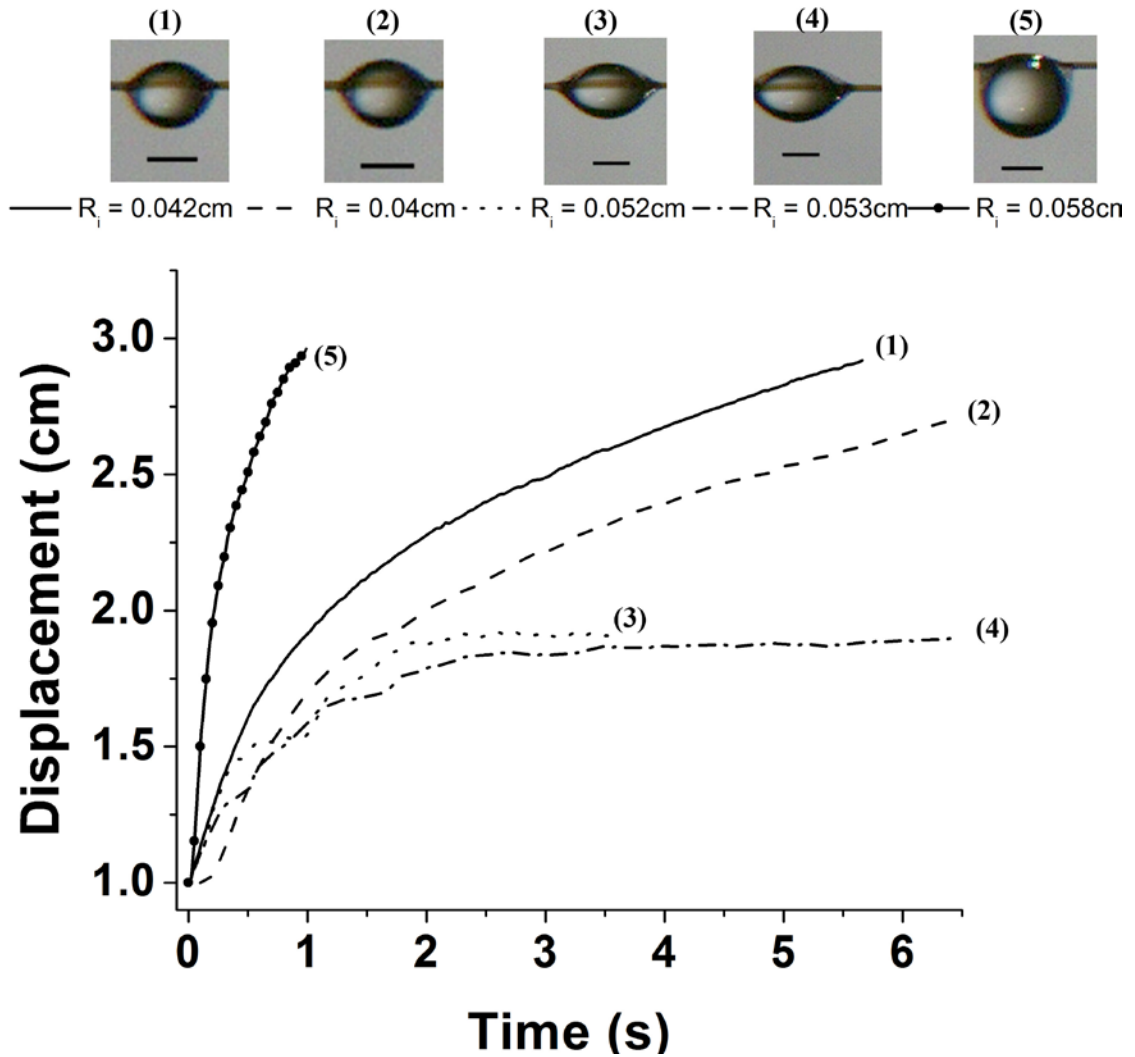 (1) (2) (3) (4) (5)
R_i = 0.042cm R_i = 0.04cm R_i = 0.052cm R_i = 0.053cm R_i = 0.058cm
3.0
2.5
2.0
1.5
1.0
Displacement (cm)
(5)
(1)
(2)
(3)
(4)
0 1 2 3 4 5 6
Time (s)